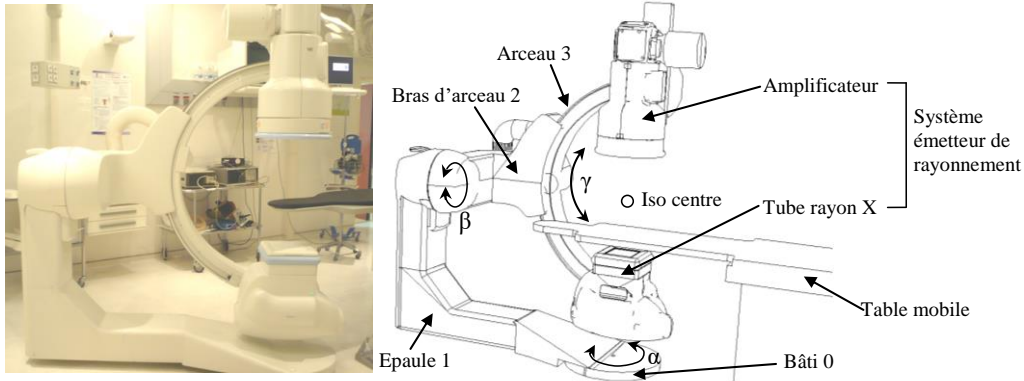 Arceau 3
Amplificateur
Bras d'arceau 2
Système
émetteur de
rayonnement
γ
Iso centre
Tube rayon X
β
Table mobile
Epaule 1
α
Bâti 0